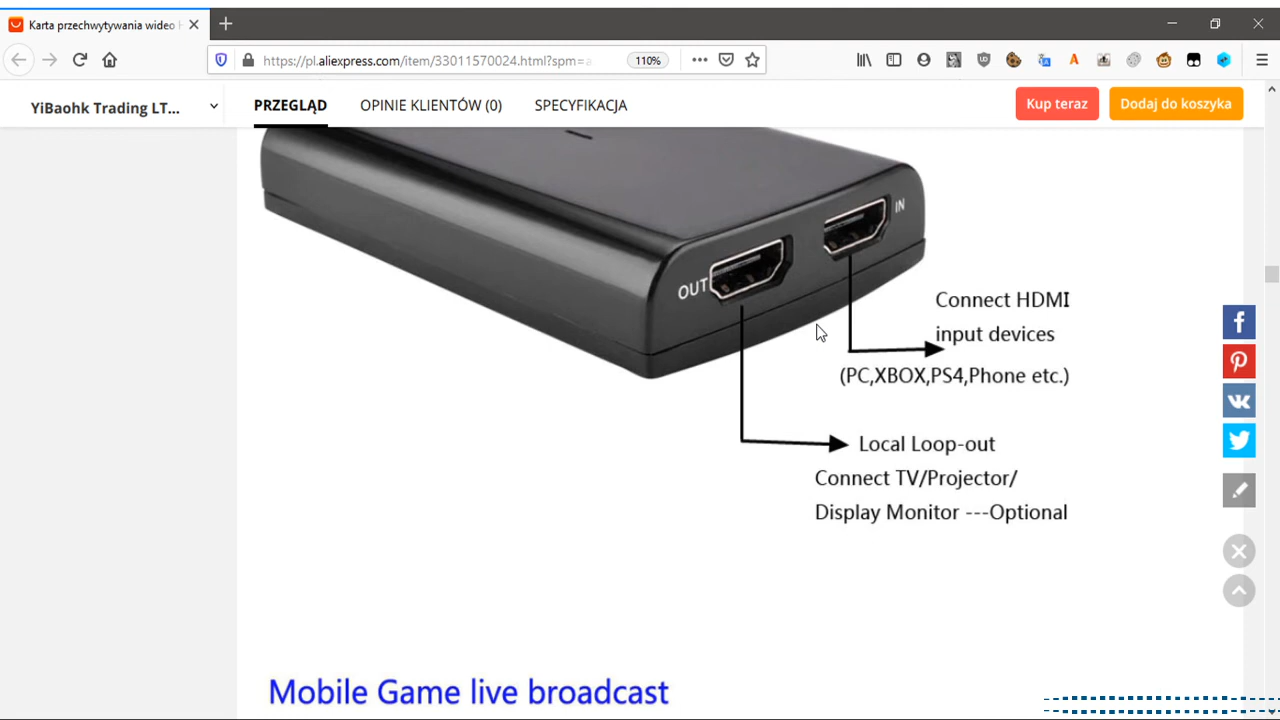 Karta przechwytywania wideo
https://pl.aliexpress.com/item/33011570024.html?spm=a
110%
YiBaohk Trading LT...
PRZEGLĄD
OPINIE KLIENTÓW (0)
SPECYFIKACJA
Kup teraz
Dodaj do koszyka
IN
OUT
Connect HDMI
input devices
(PC,XBOX,PS4,Phone etc.)
Local Loop-out
Connect TV/Projector/
Display Monitor ---Optional
Mobile Game live broadcast